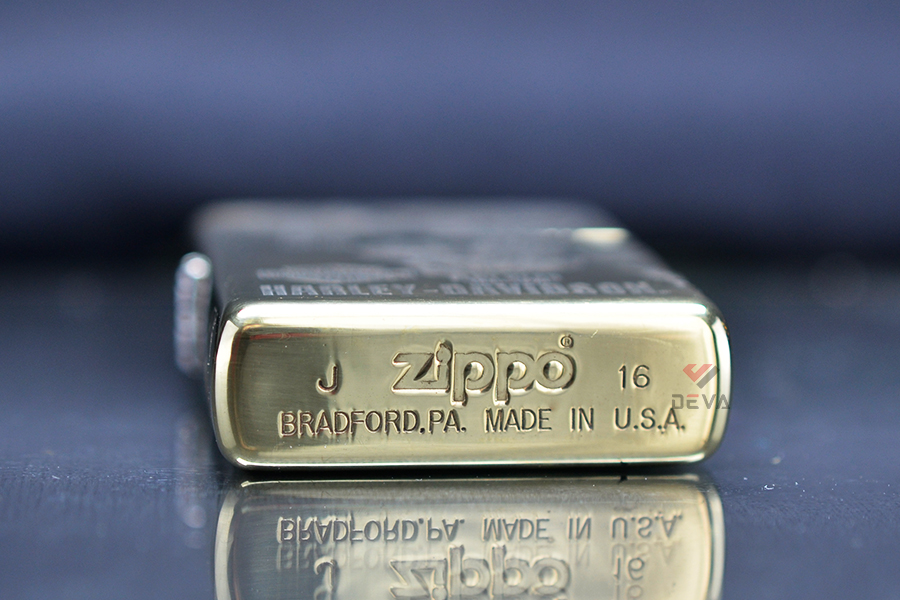 HARLEY-DAVIDSON
J zippo® 16
BRADFORD,PA. MADE IN U.S.A.
DEVA